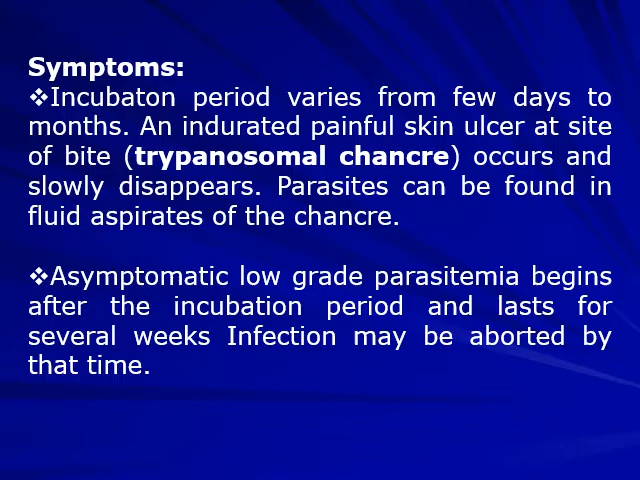 Symptoms:
❖Incubaton period varies from few days to
months. An indurated painful skin ulcer at site
of bite (trypanosomal chancre) occurs and
slowly disappears. Parasites can be found in
fluid aspirates of the chancre.
❖Asymptomatic low grade parasitemia begins
after the incubation period and lasts for
several weeks Infection may be aborted by
that time.